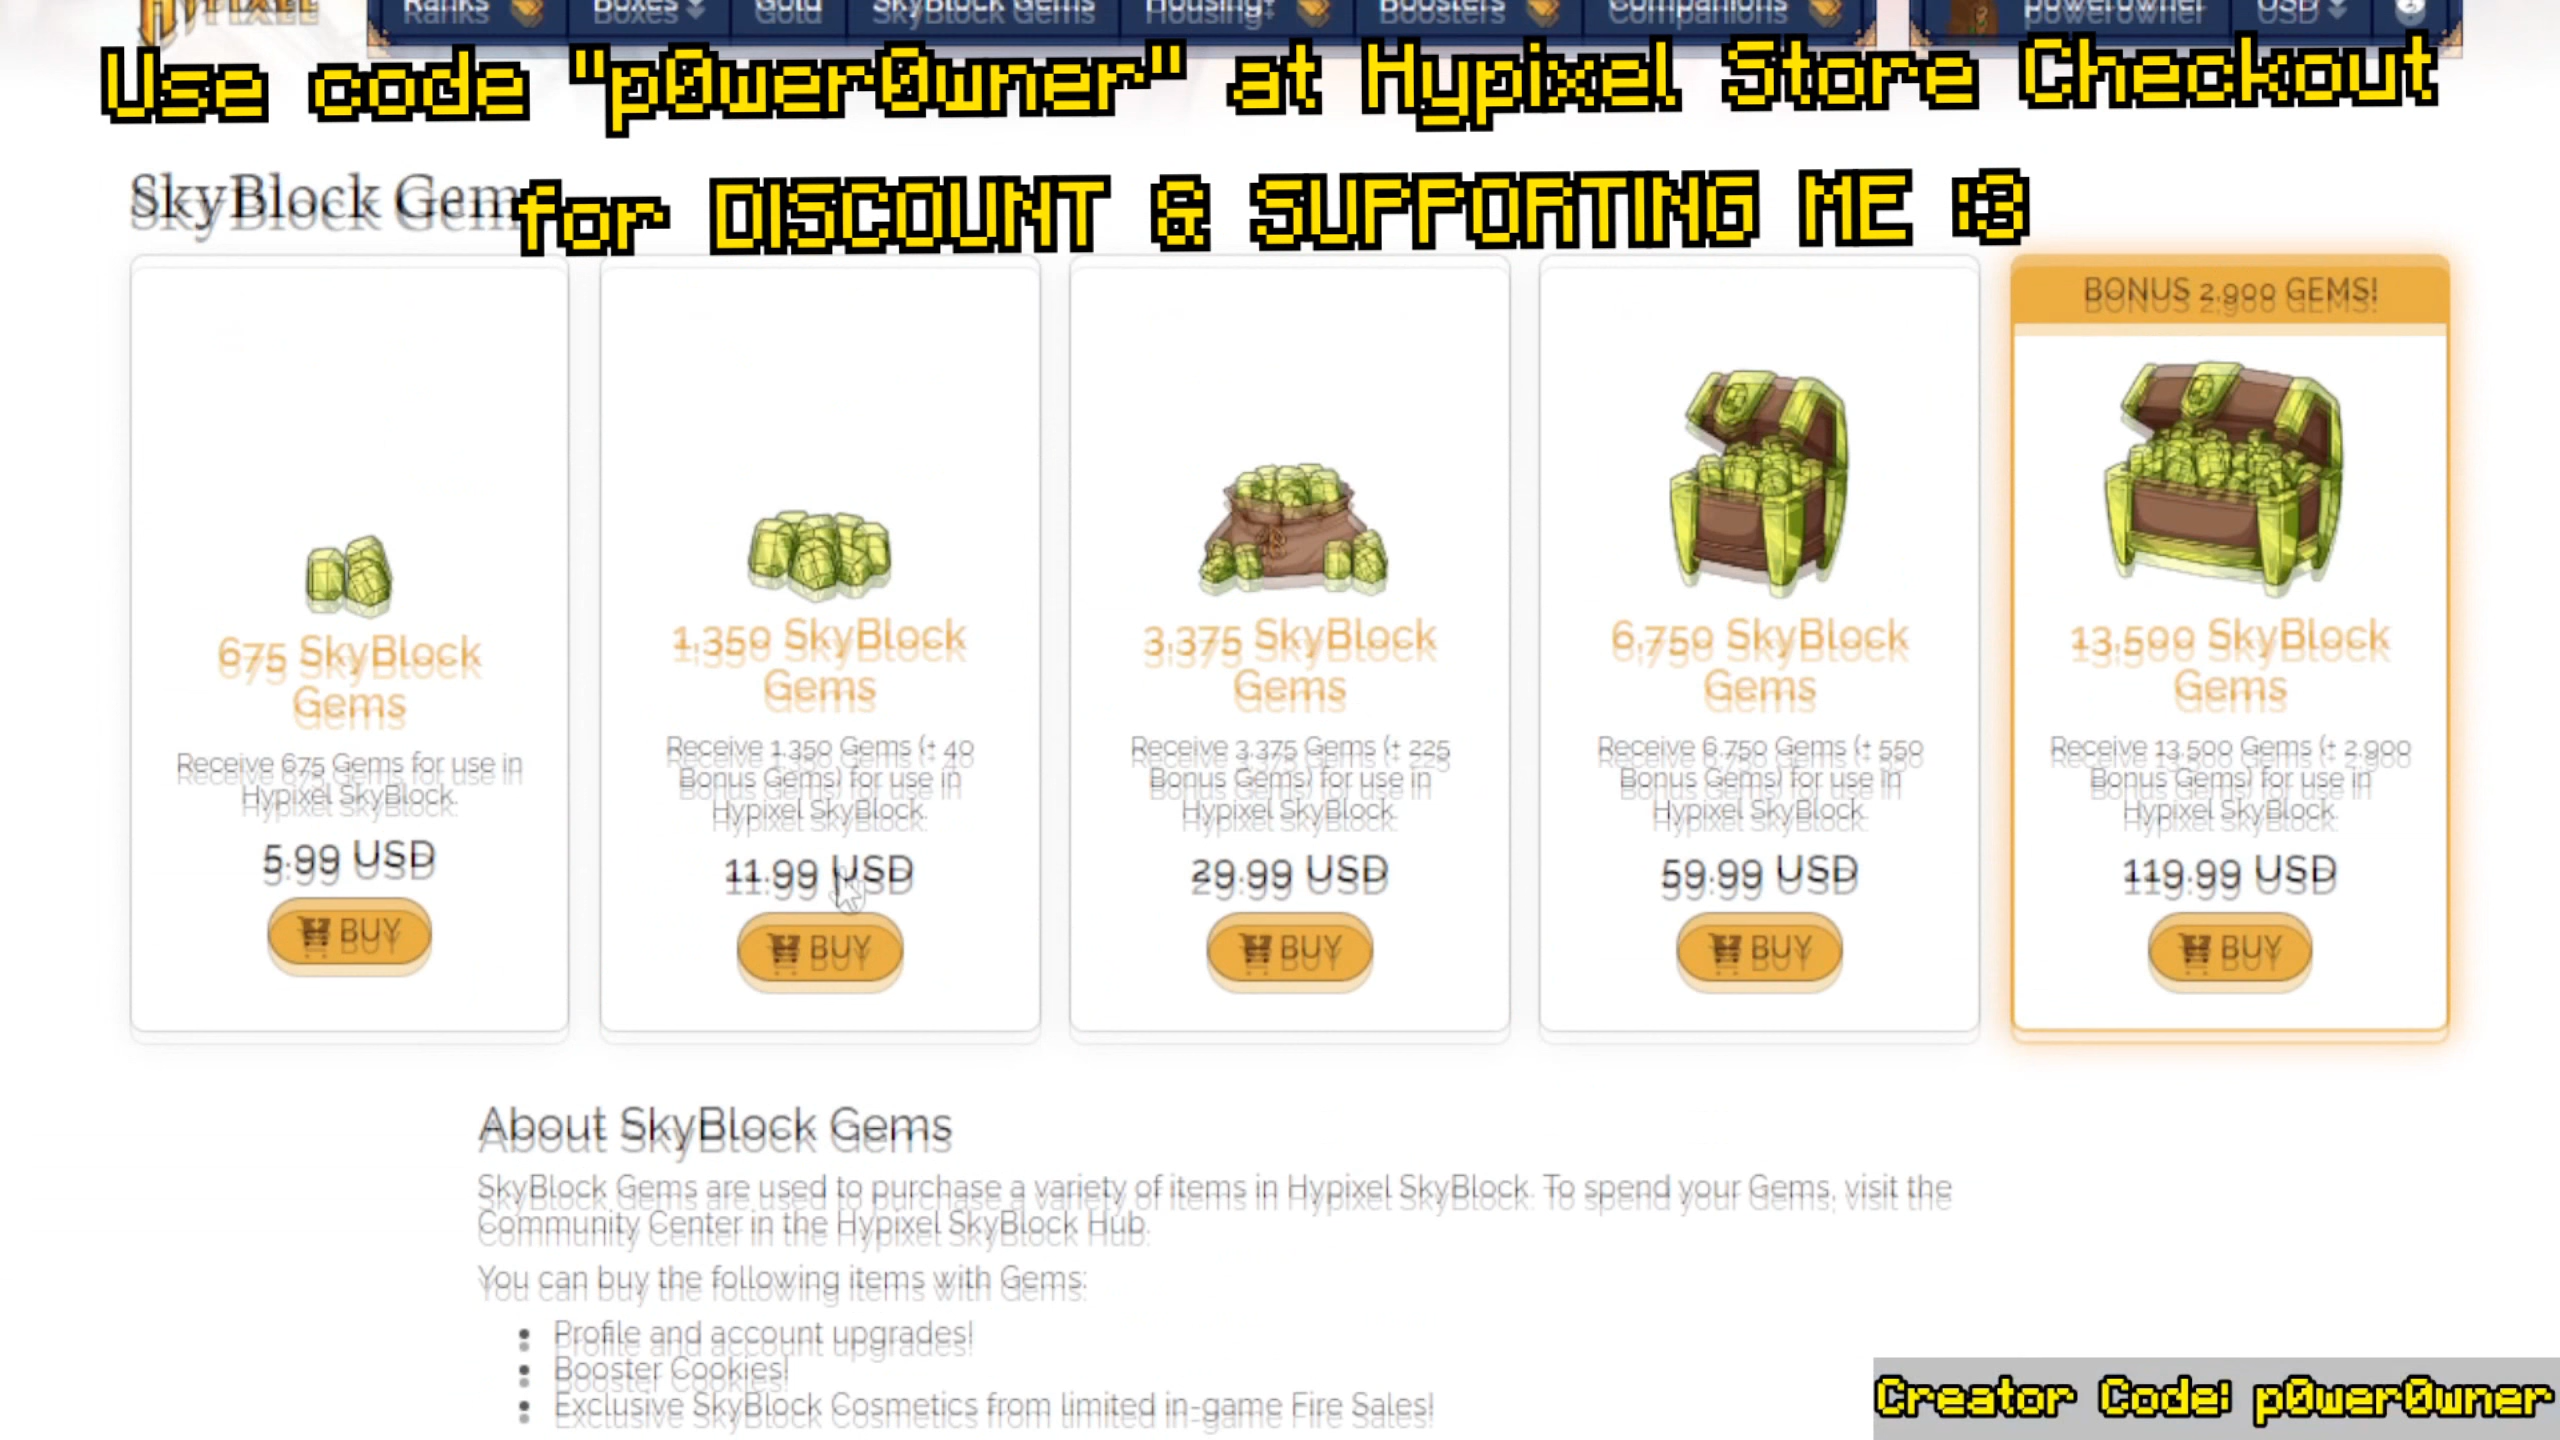 HYPIXEL
Ranks Boxes Gold SkyBlock Gems Housing+ Boosters Companions p0wer0wner USD
Use code "p0wer0wner" at Hypixel Store Checkout
SkyBlock Gem
for DISCOUNT & SUPPORTING ME :3
BONUS 2,900 GEMS!
675 SkyBlock
Gems
Receive 675 Gems for use in
Hypixel SkyBlock.
5.99 USD
BUY
1,350 SkyBlock
Gems
Receive 1,350 Gems (+ 40
Bonus Gems) for use in
Hypixel SkyBlock.
11.99 USD
BUY
3,375 SkyBlock
Gems
Receive 3,375 Gems (+ 225
Bonus Gems) for use in
Hypixel SkyBlock.
29.99 USD
BUY
6,750 SkyBlock
Gems
Receive 6,750 Gems (+ 550
Bonus Gems) for use in
Hypixel SkyBlock.
59.99 USD
BUY
13,500 SkyBlock
Gems
Receive 13,500 Gems (+ 2,900
Bonus Gems) for use in
Hypixel SkyBlock.
119.99 USD
BUY
About SkyBlock Gems
SkyBlock Gems are used to purchase a variety of items in Hypixel SkyBlock. To spend your Gems, visit the
Community Center in the Hypixel SkyBlock Hub.
You can buy the following items with Gems:
• Profile and account upgrades!
• Booster Cookies!
• Exclusive SkyBlock Cosmetics from limited in-game Fire Sales!
Creator Code: p0wer0wner